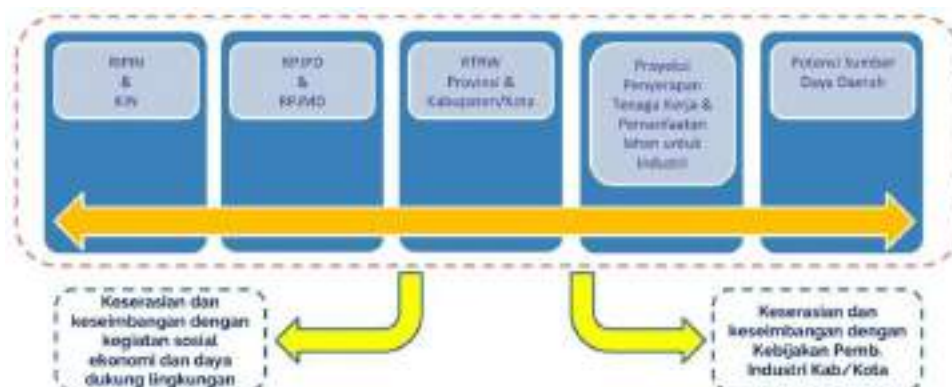 RIPIN
&
KIN
RPJPD
&
RPJMD
RTRW
Provinsi &
Kabupaten/Kota
Proyeksi
Penyerapan
Tenaga Kerja &
Pemanfaatan
lahan untuk
Industri
Potensi Sumber
Daya Daerah
Keserasian dan
keseimbangan dengan
kegiatan sosial
ekonomi dan daya
dukung lingkungan
Keserasian dan
keseimbangan dengan
Kebijakan Pemb.
Industri Kab/Kota